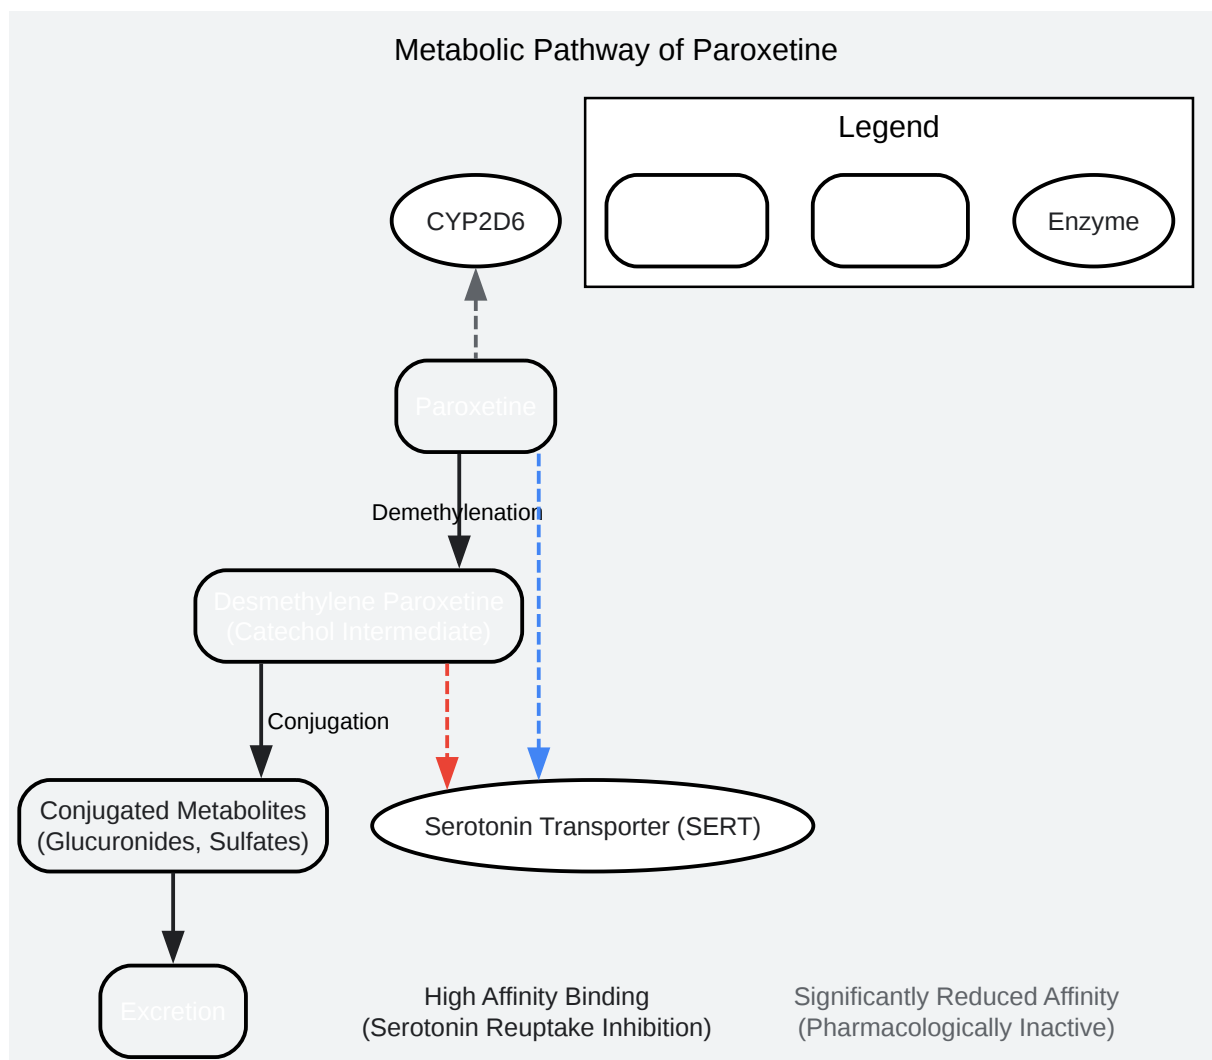 Metabolic Pathway of Paroxetine
Legend
CYP2D6
Enzyme
Paroxetine
Demethylenation
Desmethylene Paroxetine
(Catechol Intermediate)
Conjugation
Conjugated Metabolites
(Glucuronides, Sulfates)
Serotonin Transporter (SERT)
Excretion
High Affinity Binding
(Serotonin Reuptake Inhibition)
Significantly Reduced Affinity
(Pharmacologically Inactive)